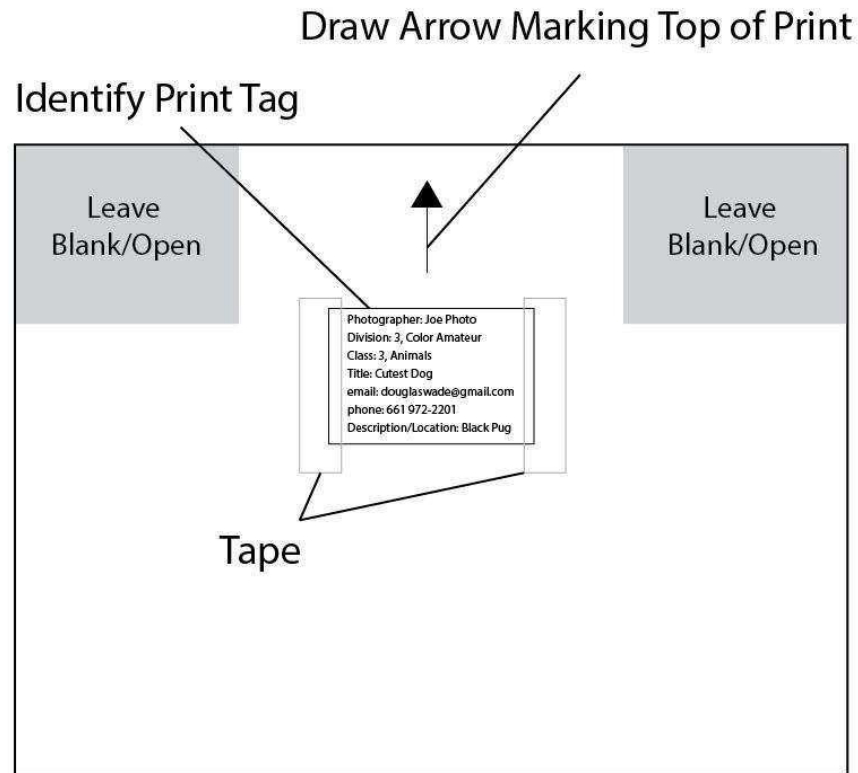 Draw Arrow Marking Top of Print
Identify Print Tag
Leave
Blank/Open
Leave
Blank/Open
Photographer: Joe Photo
Division: 3, Color Amateur
Class: 3, Animals
Title: Cutest Dog
email: douglaswade@gmail.com
phone: 661 972-2201
Description/Location: Black Pug
Tape